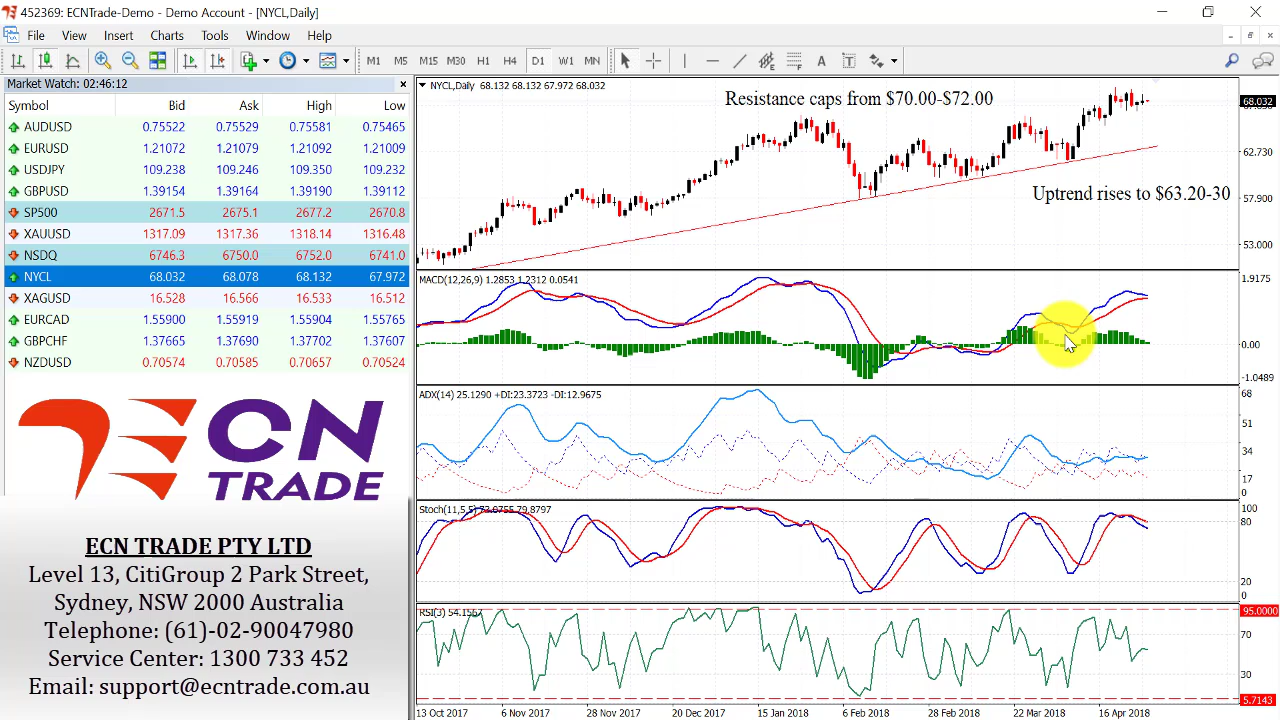 452369: ECNTrade-Demo - Demo Account - [NYCL,Daily]
File View Insert Charts Tools Window Help
M1 M5 M15 M30 H1 H4 D1 W1 MN
Market Watch: 02:46:12
Symbol Bid Ask High Low
AUDUSD 0.75522 0.75529 0.75581 0.75465
EURUSD 1.21072 1.21079 1.21092 1.21009
USDJPY 109.238 109.246 109.350 109.232
GBPUSD 1.39154 1.39164 1.39190 1.39112
SP500 2671.5 2675.1 2677.2 2670.8
XAUUSD 1317.09 1317.36 1318.14 1316.48
NSDQ 6746.3 6750.0 6752.0 6741.0
NYCL 68.032 68.078 68.132 67.972
XAGUSD 16.528 16.566 16.533 16.512
EURCAD 1.55900 1.55919 1.55904 1.55765
GBPCHF 1.37665 1.37690 1.37702 1.37607
NZDUSD 0.70574 0.70585 0.70657 0.70524
ECN
TRADE
ECN TRADE PTY LTD
Level 13, CitiGroup 2 Park Street,
Sydney, NSW 2000 Australia
Telephone: (61)-02-90047980
Service Center: 1300 733 452
Email: support@ecntrade.com.au
NYCL,Daily 68.132 68.132 67.972 68.032
Resistance caps from $70.00-$72.00
Uptrend rises to $63.20-30
68.032
62.730
57.900
53.000
MACD(12,26,9) 1.2853 1.2312 0.0541
1.9175
0.00
-1.0489
ADX(14) 25.1290 +DI:23.3723 -DI:12.9675
68
51
34
17
0
Stoch(11,5,5) 73.0755 79.8797
100
80
20
0
RSI(3) 54.1567
95.0000
70
30
5.7143
13 Oct 2017 6 Nov 2017 28 Nov 2017 20 Dec 2017 15 Jan 2018 6 Feb 2018 28 Feb 2018 22 Mar 2018 16 Apr 2018